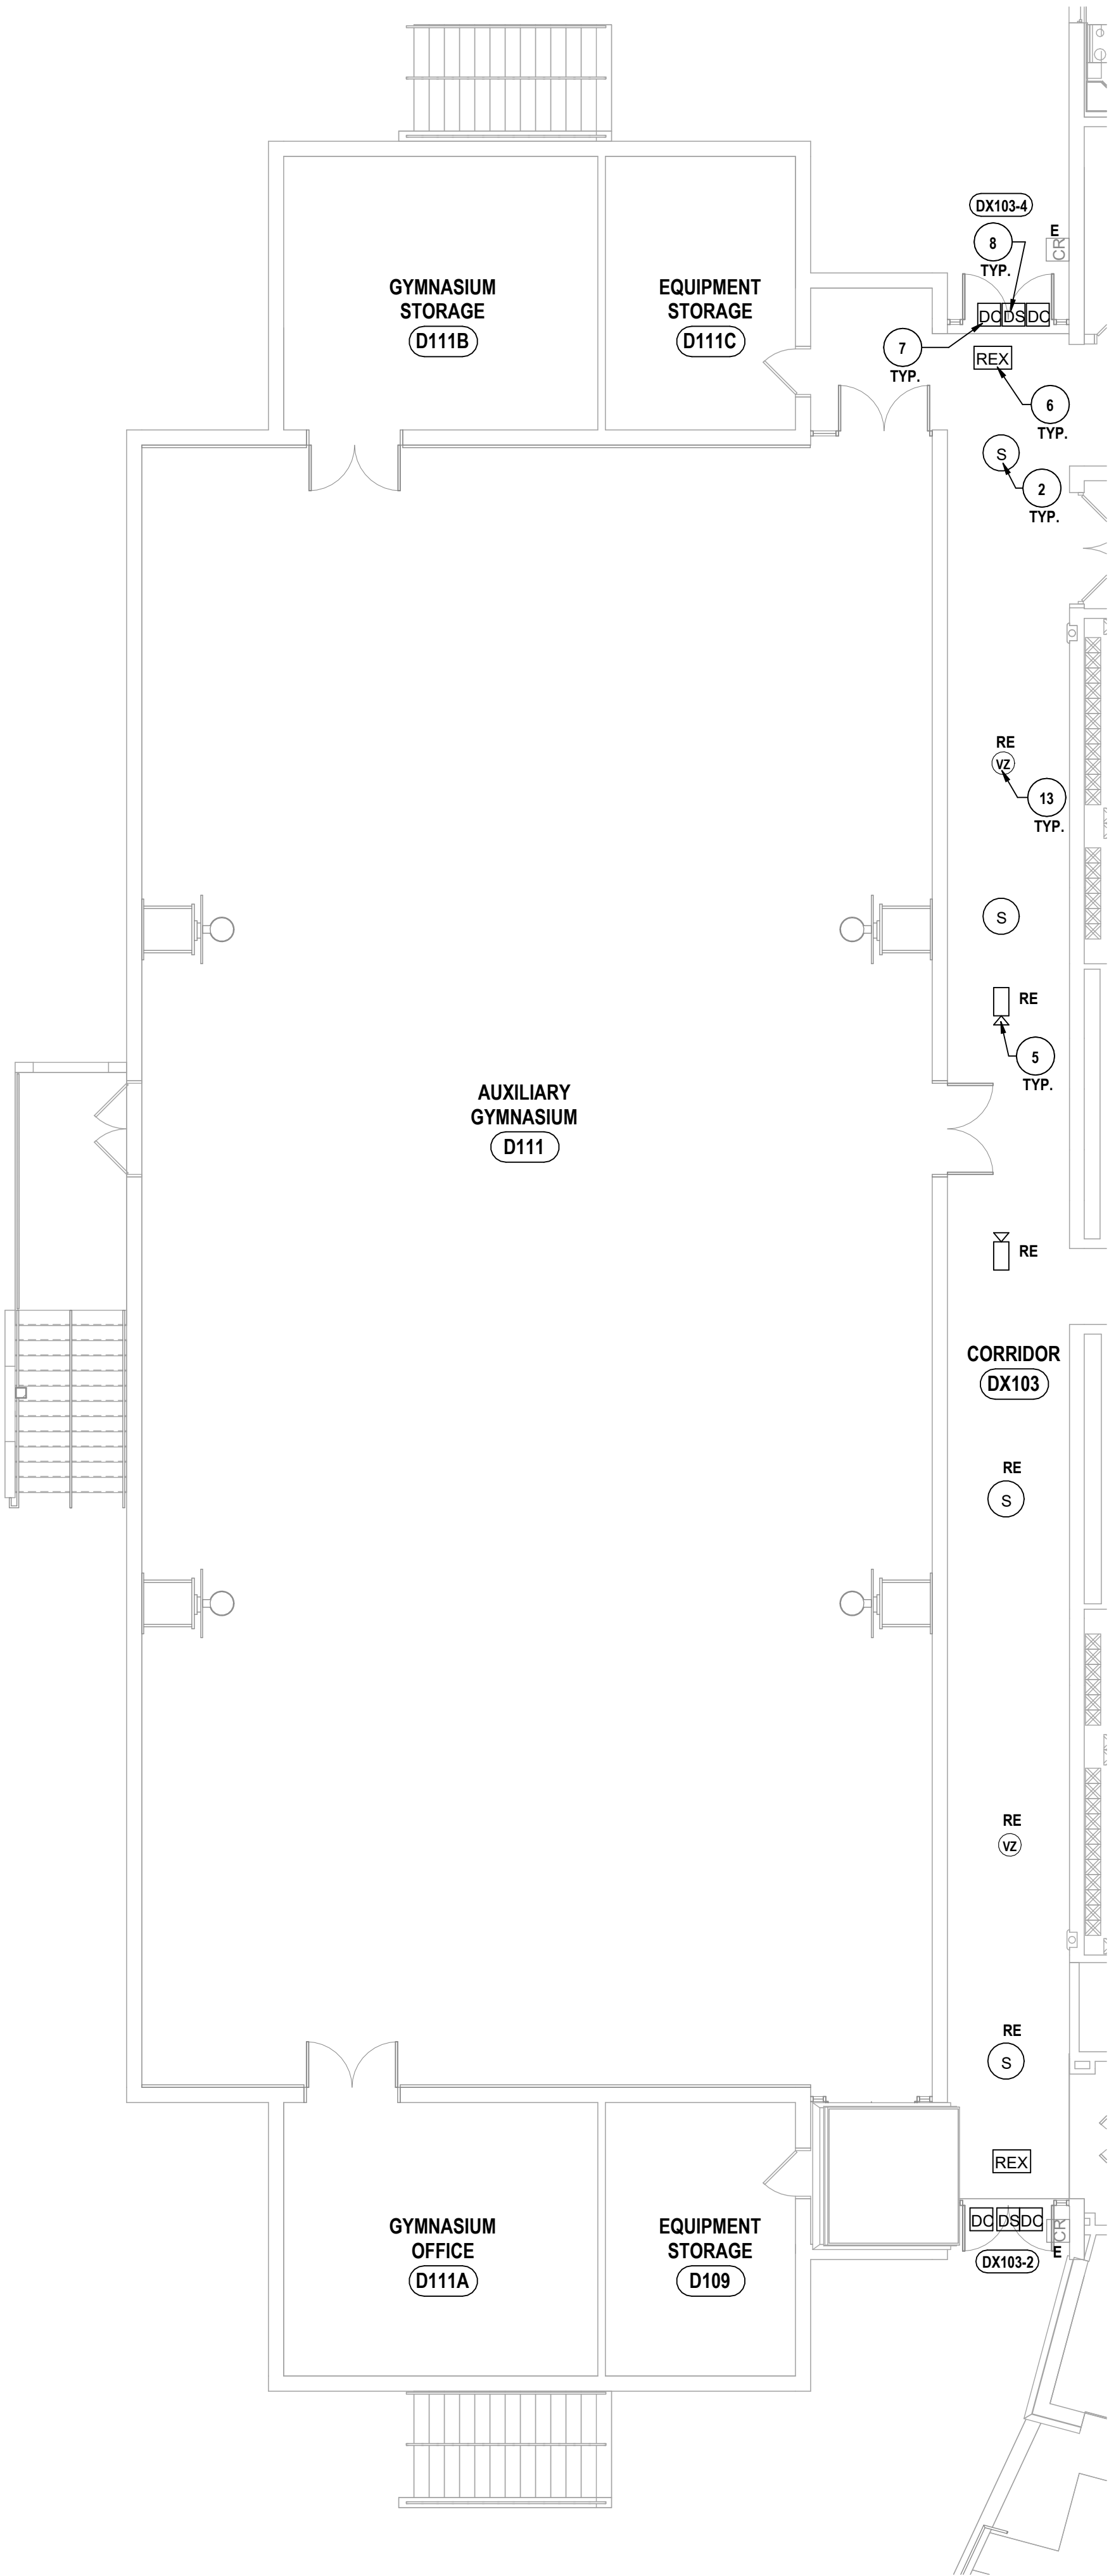 DX103-4
E
CR
8
TYP.
DC
DS
DC
7
TYP.
REX
6
TYP.
S
2
TYP.
GYMNASIUM
STORAGE
D111B
EQUIPMENT
STORAGE
D111C
RE
VZ
13
TYP.
S
RE
5
TYP.
AUXILIARY
GYMNASIUM
D111
RE
CORRIDOR
DX103
RE
S
RE
VZ
RE
S
REX
DC
DS
DC
CR
E
DX103-2
GYMNASIUM
OFFICE
D111A
EQUIPMENT
STORAGE
D109